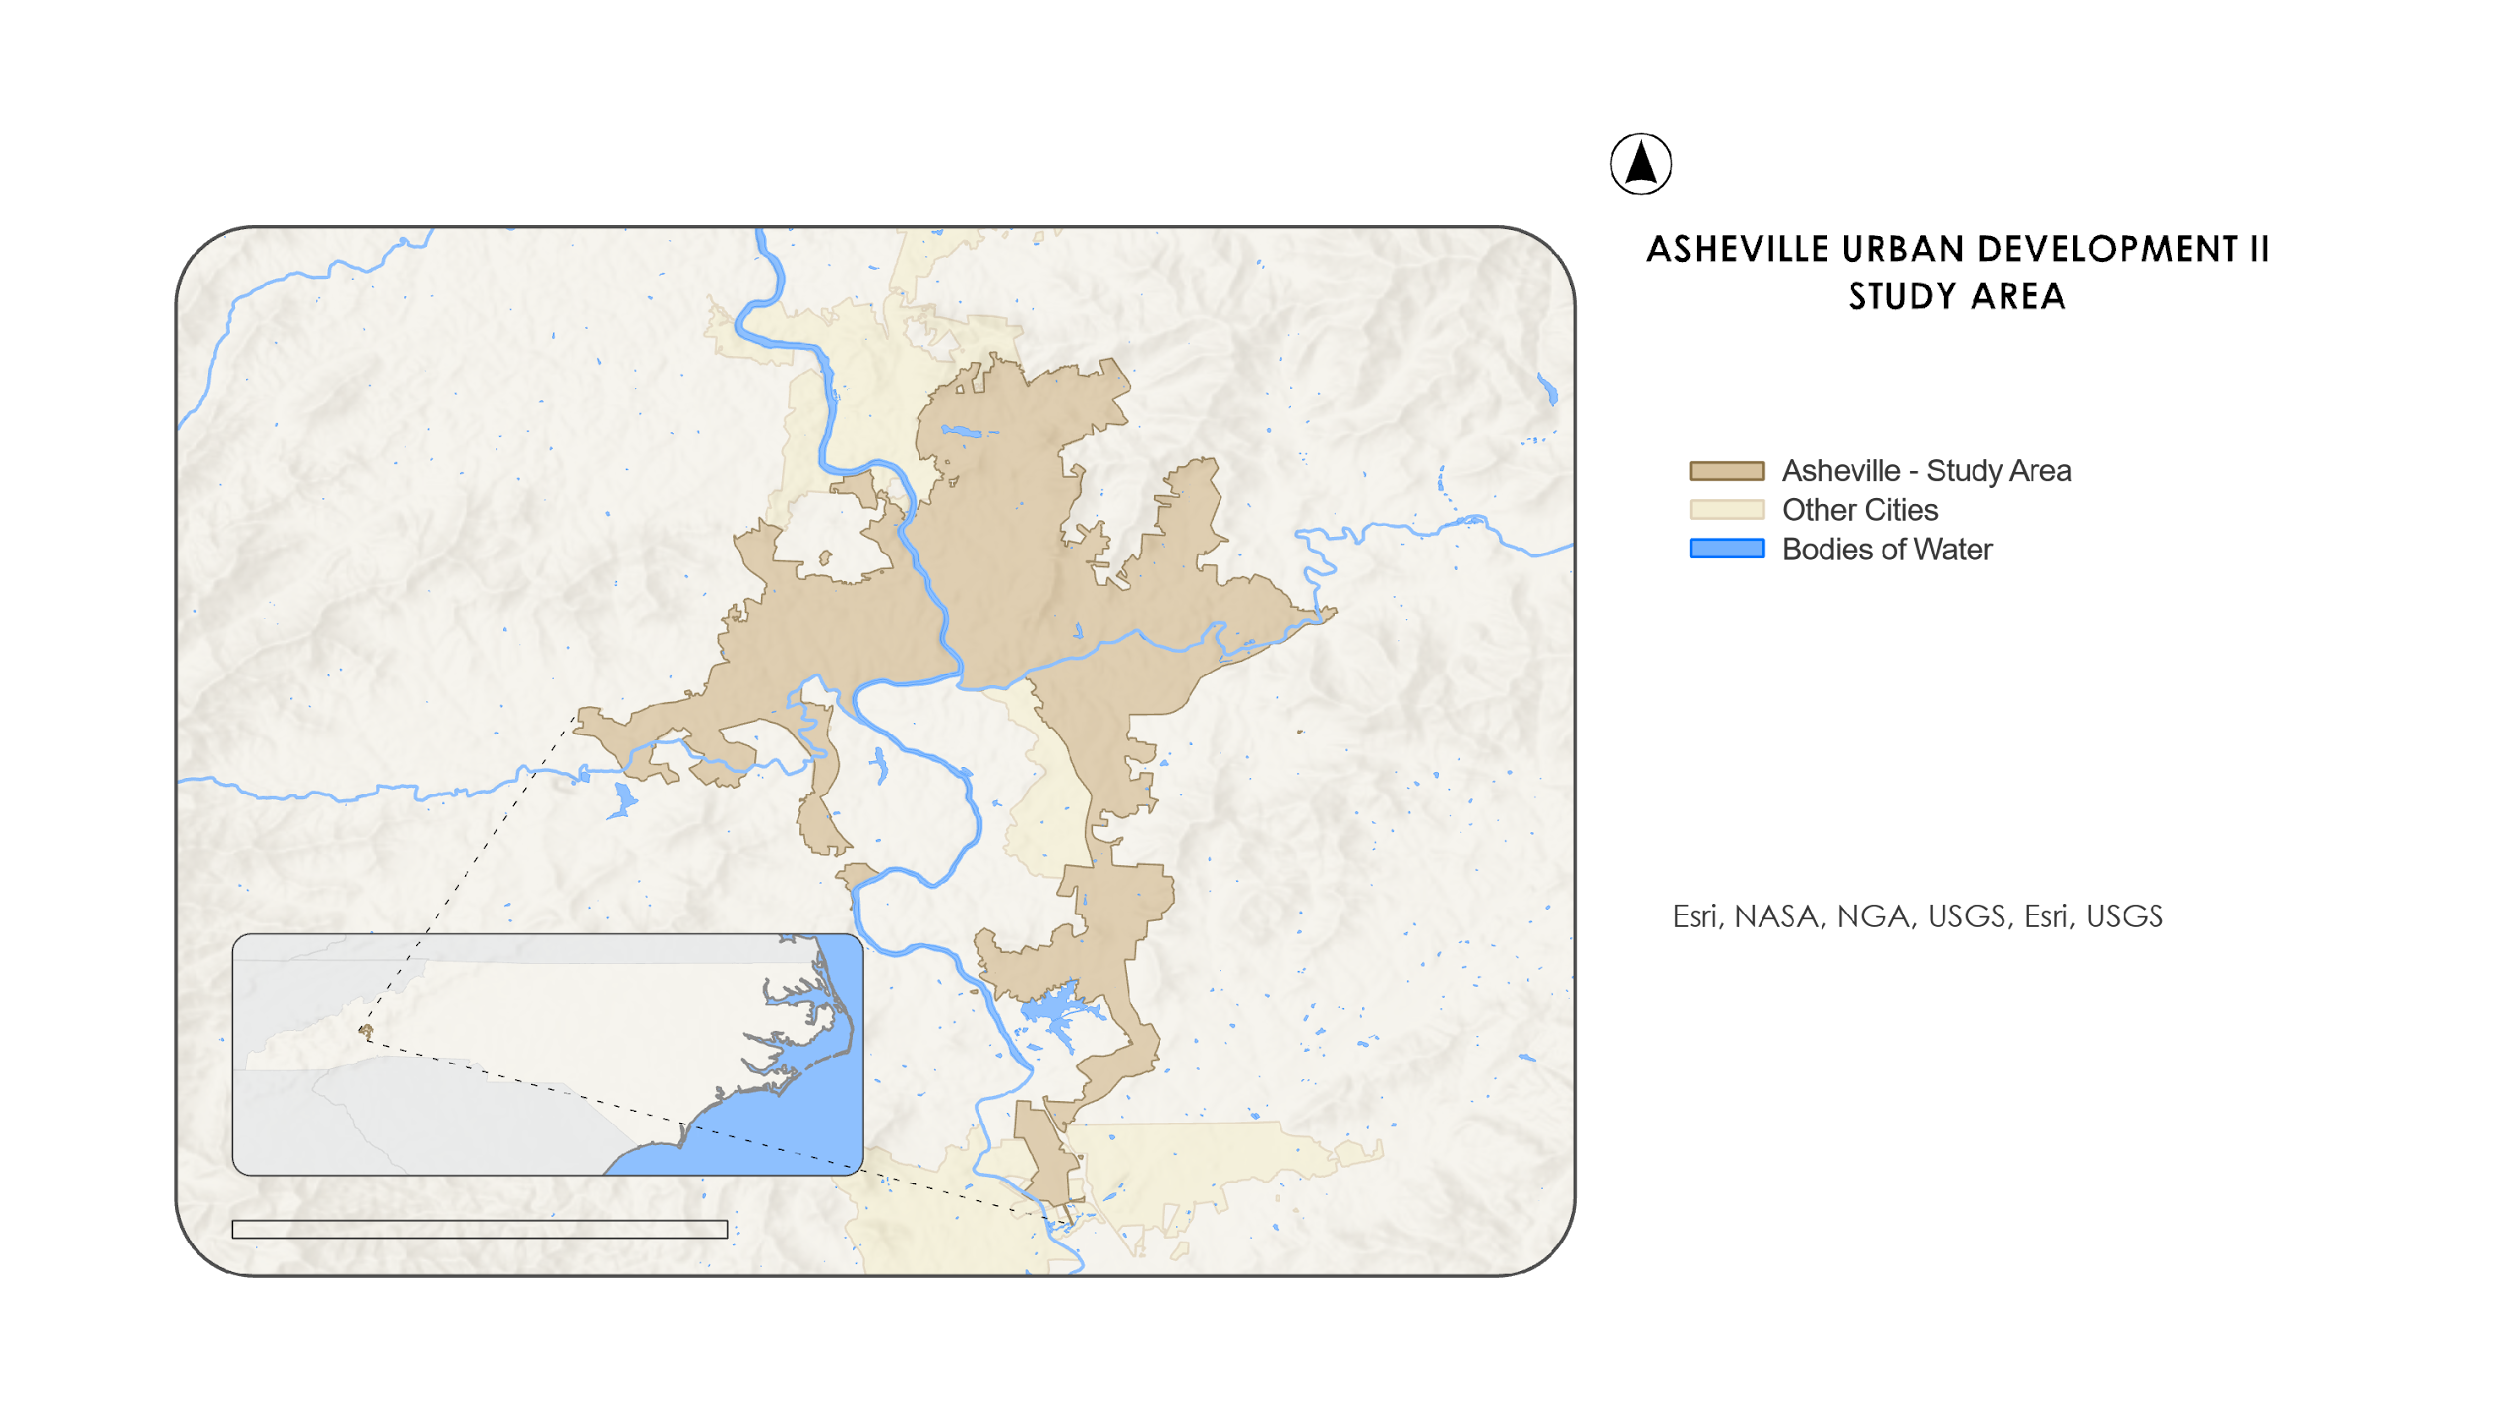 ASHEVILLE URBAN DEVELOPMENT II
STUDY AREA
Asheville - Study Area
Other Cities
Bodies of Water
Esri, NASA, NGA, USGS, Esri, USGS